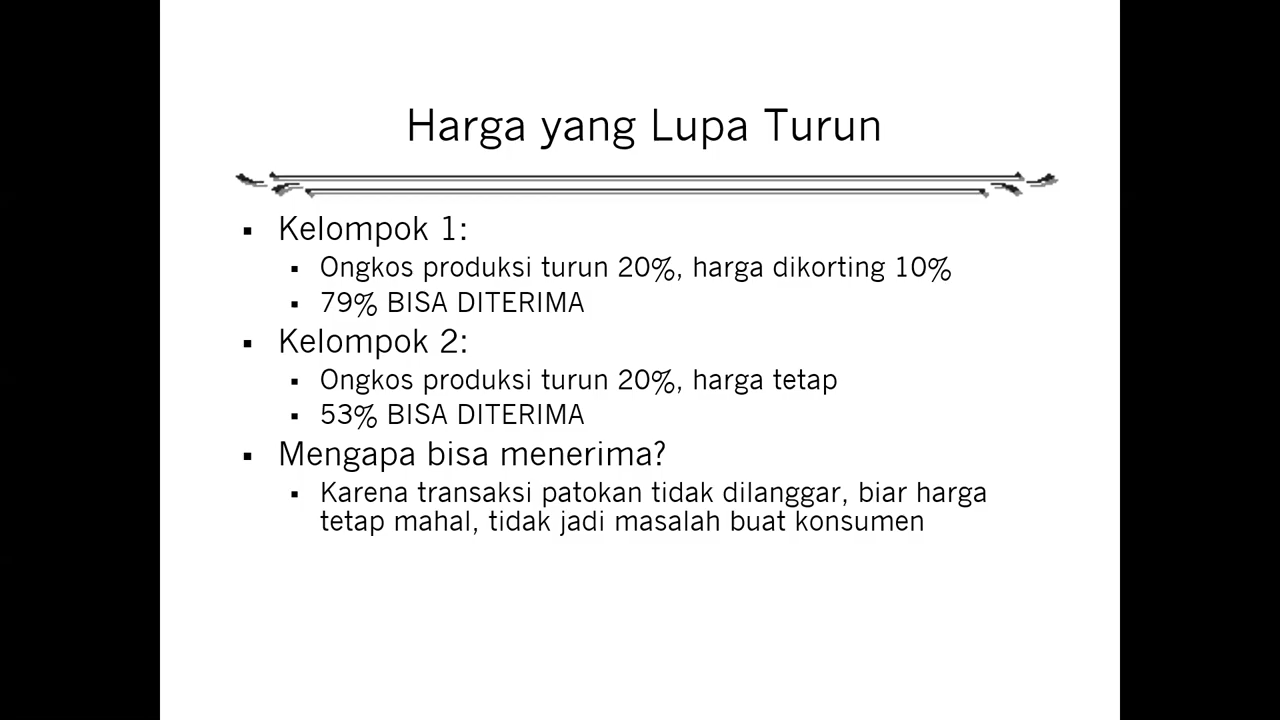 Harga yang Lupa Turun
▪ Kelompok 1:
▪ Ongkos produksi turun 20%, harga dikorting 10%
▪ 79% BISA DITERIMA
▪ Kelompok 2:
▪ Ongkos produksi turun 20%, harga tetap
▪ 53% BISA DITERIMA
▪ Mengapa bisa menerima?
▪ Karena transaksi patokan tidak dilanggar, biar harga
tetap mahal, tidak jadi masalah buat konsumen